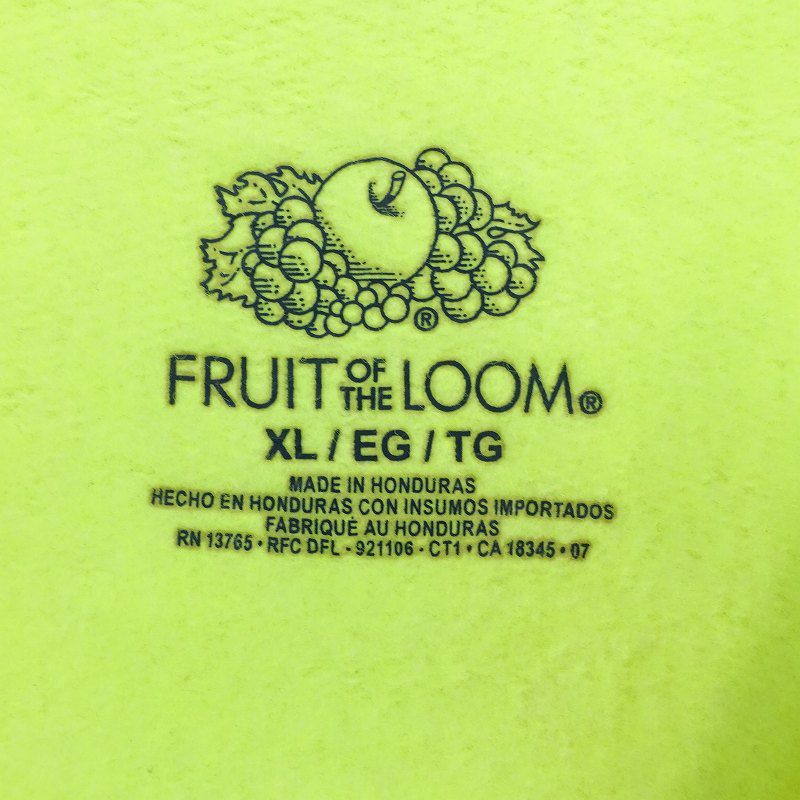 ®
FRUIT OF THE LOOM®
XL / EG / TG
MADE IN HONDURAS
HECHO EN HONDURAS CON INSUMOS IMPORTADOS
FABRIQUÉ AU HONDURAS
RN 13765 • RFC DFL - 921106 - CT1 • CA 18345 • 07